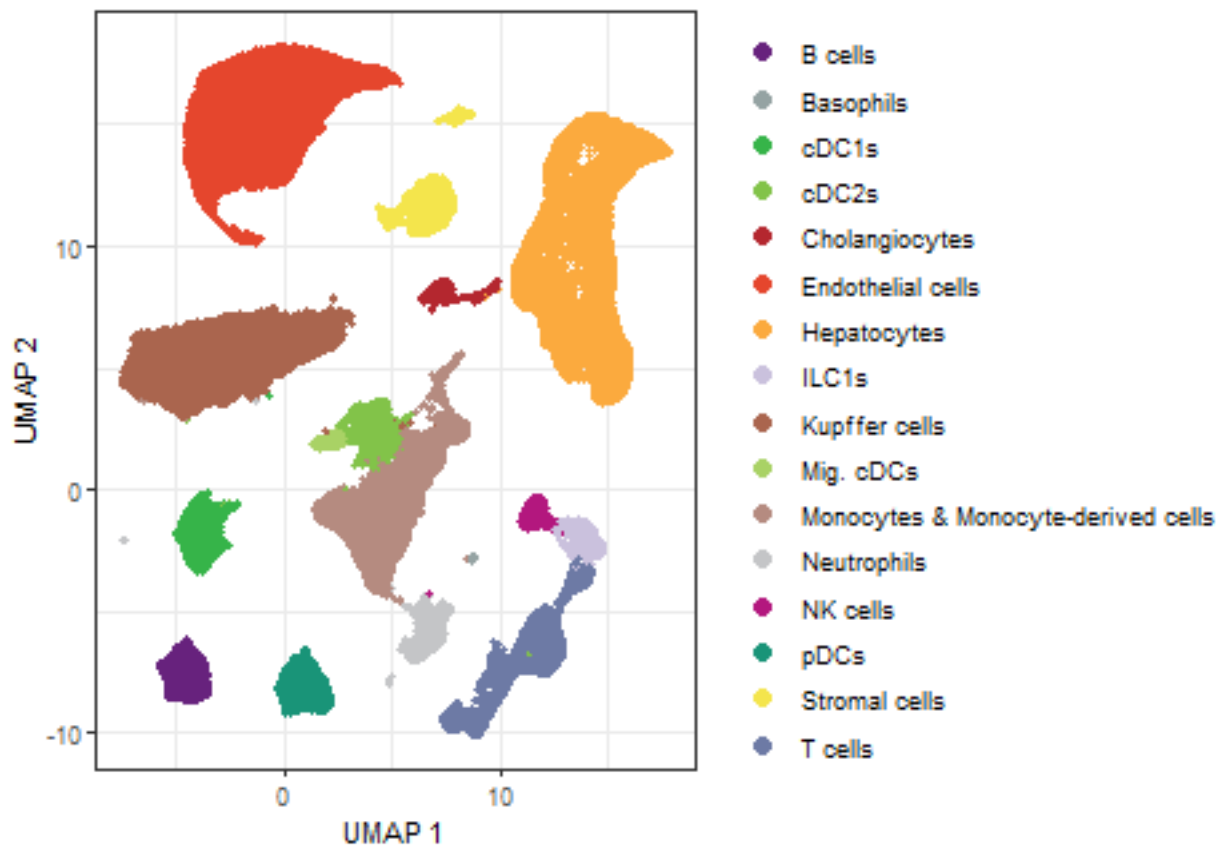 10
0
-10
0
10
UMAP 1
UMAP 2
B cells
Basophils
cDC1s
cDC2s
Cholangiocytes
Endothelial cells
Hepatocytes
ILC1s
Kupffer cells
Mig. cDCs
Monocytes & Monocyte-derived cells
Neutrophils
NK cells
pDCs
Stromal cells
T cells